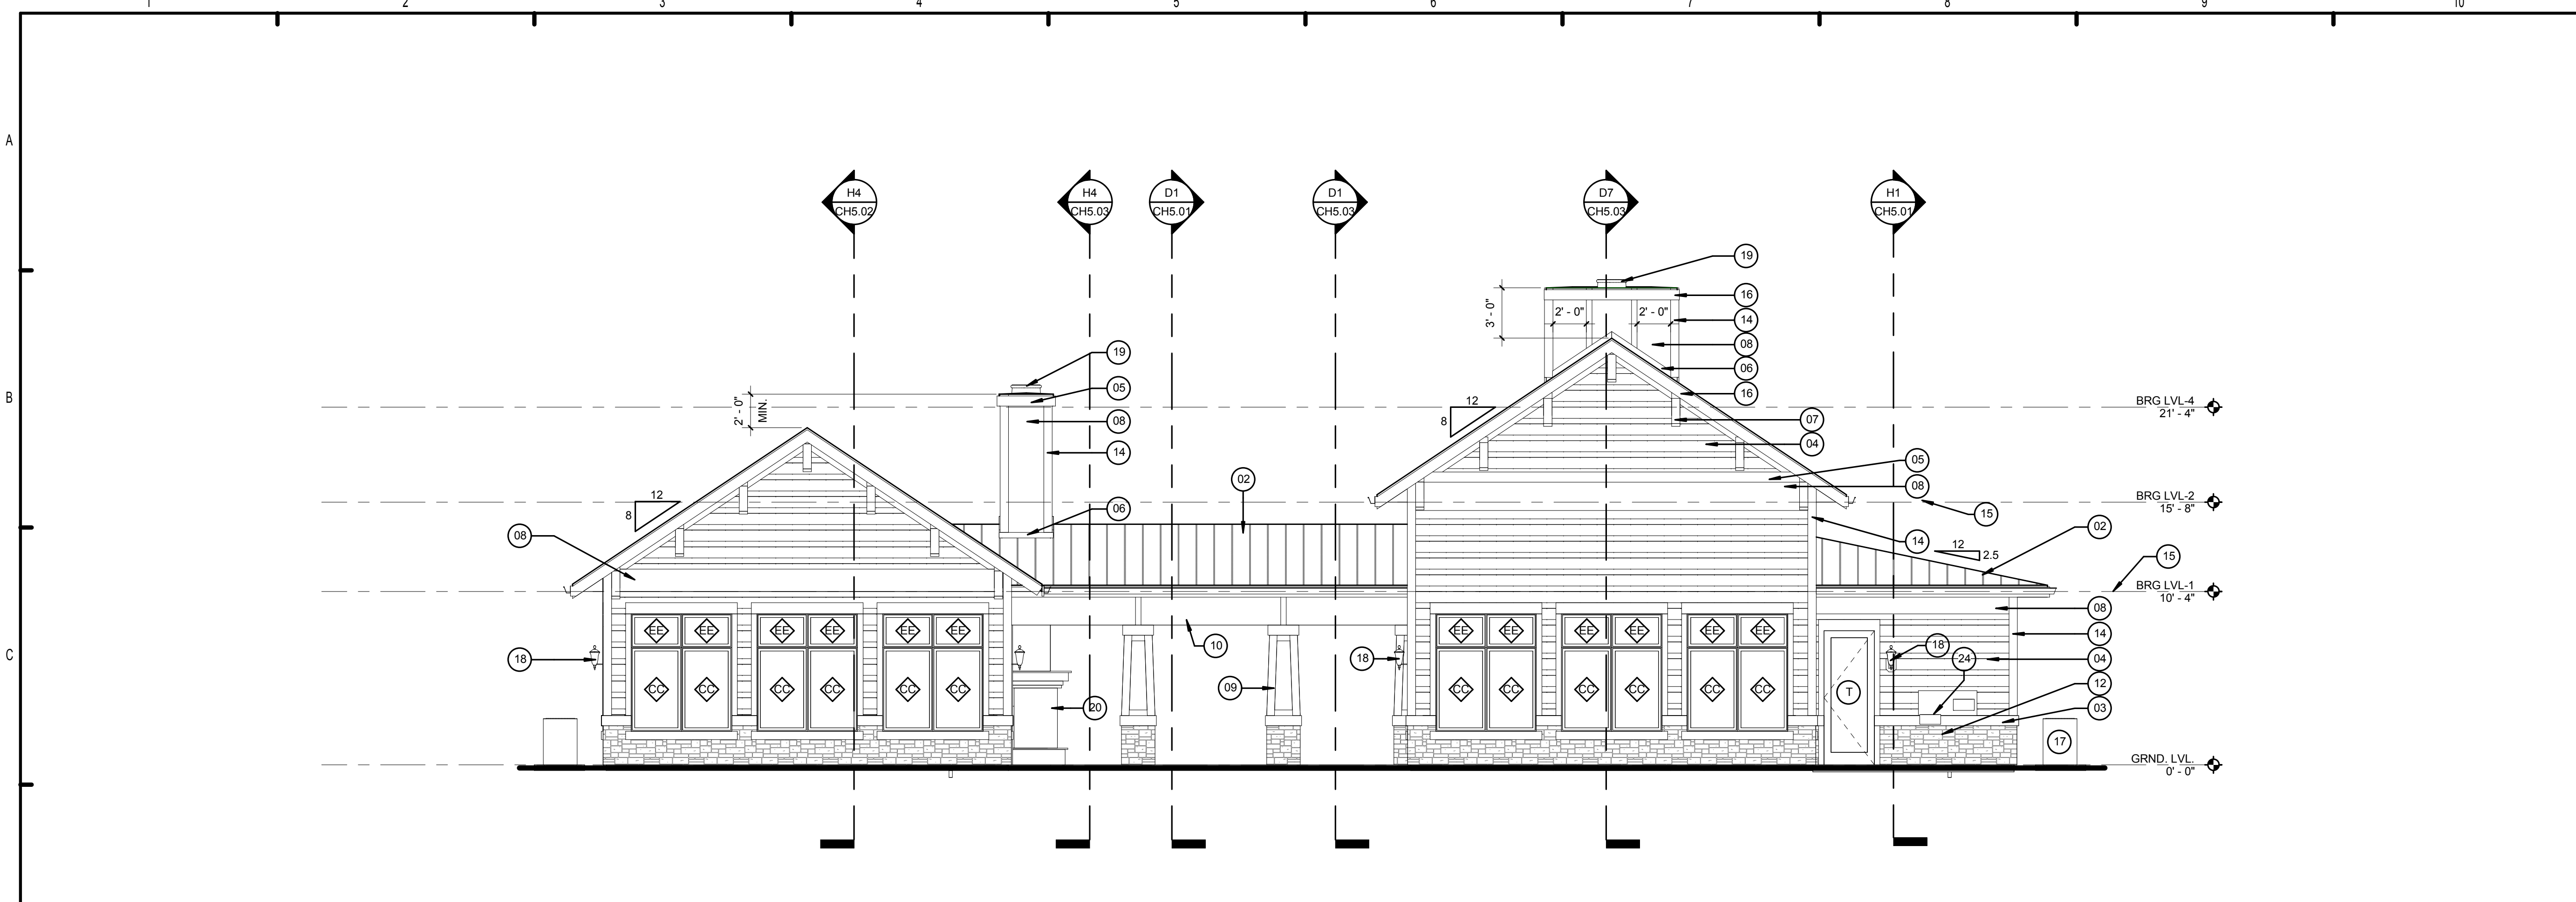 1 2 3 4 5 6 7 8 9 10
A
H4 H4 D1 D1 D7 H1
CH5.02 CH5.03 CH5.01 CH5.03 CH5.03 CH5.01
19
B
16
3' - 0"
2' - 0" 2' - 0"
14
08
19
06
05
16
2' - 0"
MIN.
12
8
BRG LVL-4
21' - 4"
08
07
04
14
05
02
08
12
8
BRG LVL-2
15' - 8"
06
15
08
02
14
12
2.5
15
BRG LVL-1
10' - 4"
08
EE EE EE EE EE EE EE EE EE EE EE EE
14
10
18
C
18
18
24
04
CC CC CC CC CC CC CC CC CC CC CC CC
09
T
12
20
03
17
GRND. LVL.
0' - 0"